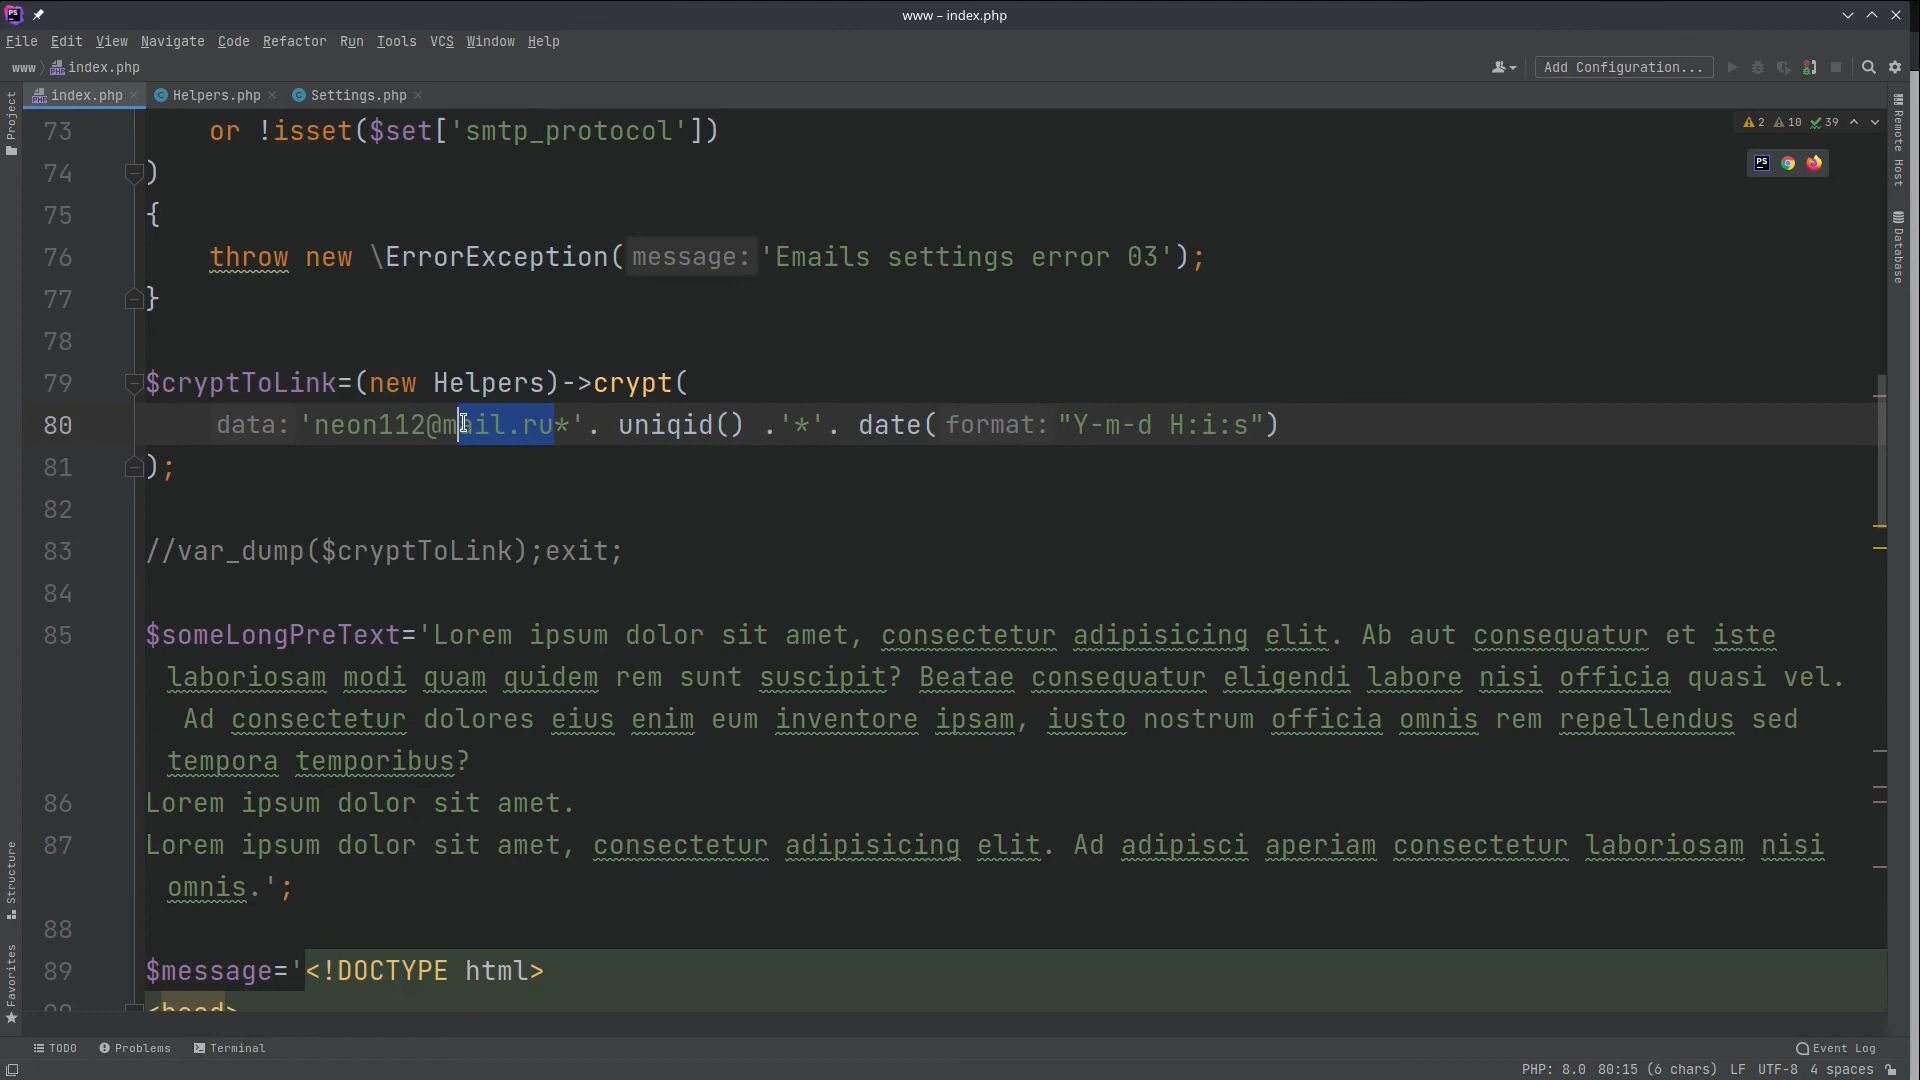 www – index.php
File Edit View Navigate Code Refactor Run Tools VCS Window Help
www index.php Add Configuration...
index.php Helpers.php Settings.php
Project
Remote Host
Database
Structure
Favorites
2 10 39
73 or !isset($set['smtp_protocol'])
74 )
75 {
76 throw new \ErrorException( message: 'Emails settings error 03');
77 }
78
79 $cryptToLink=(new Helpers)->crypt(
80 data: 'neon112@mail.ru*'. uniqid() .'*'. date( format: "Y-m-d H:i:s")
81 );
82
83 //var_dump($cryptToLink);exit;
84
85 $someLongPreText='Lorem ipsum dolor sit amet, consectetur adipisicing elit. Ab aut consequatur et iste
laboriosam modi quam quidem rem sunt suscipit? Beatae consequatur eligendi labore nisi officia quasi vel.
Ad consectetur dolores eius enim eum inventore ipsam, iusto nostrum officia omnis rem repellendus sed
tempora temporibus?
86 Lorem ipsum dolor sit amet.
87 Lorem ipsum dolor sit amet, consectetur adipisicing elit. Ad adipisci aperiam consectetur laboriosam nisi
omnis.';
88
89 $message='<!DOCTYPE html>
<head>
TODO Problems Terminal Event Log
PHP: 8.0 80:15 (6 chars) LF UTF-8 4 spaces